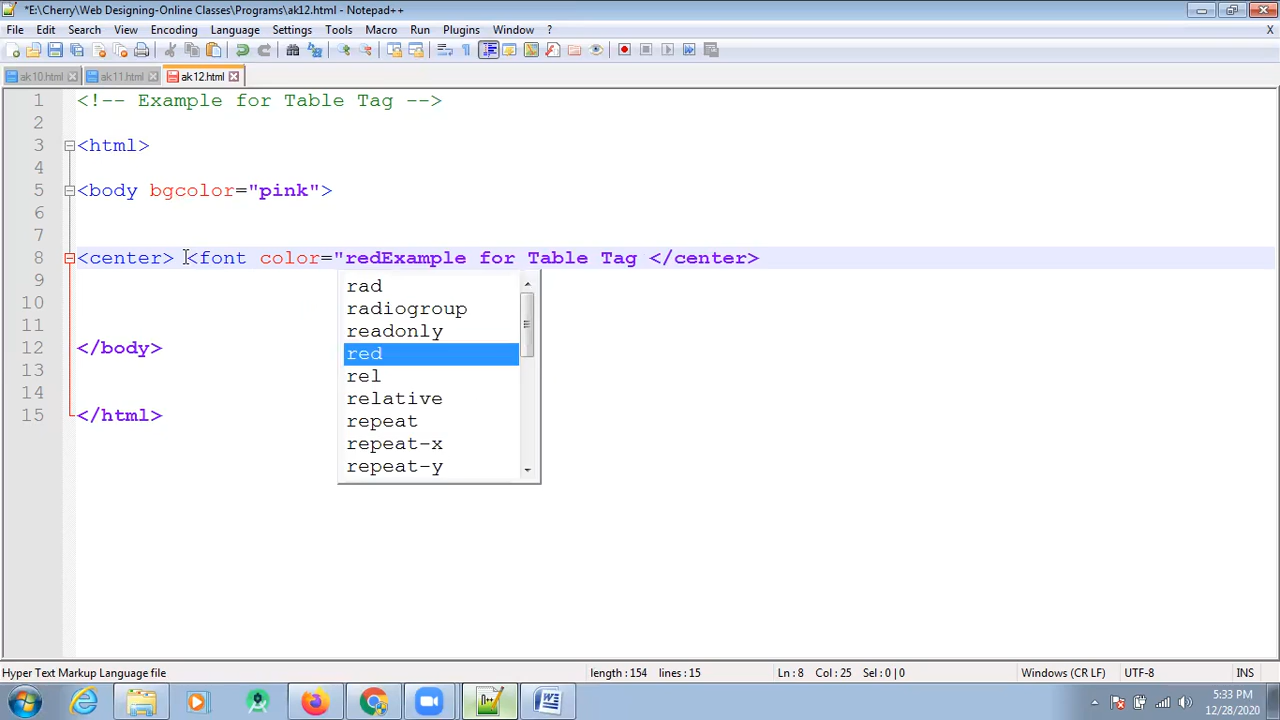 *E:\Cherry\Web Designing-Online Classes\Programs\ak12.html - Notepad++
File Edit Search View Encoding Language Settings Tools Macro Run Plugins Window ? X
ak10.html ak11.html ak12.html
1 <!-- Example for Table Tag -->
2
3 <html>
4
5 <body bgcolor="pink">
6
7
8 <center> <font color="redExample for Table Tag </center>
9
10
11
12 </body>
13
14
15 </html>
rad
radiogroup
readonly
red
rel
relative
repeat
repeat-x
repeat-y
Hyper Text Markup Language file length : 154 lines : 15 Ln : 8 Col : 25 Sel : 0 | 0 Windows (CR LF) UTF-8 INS
5:33 PM
12/28/2020